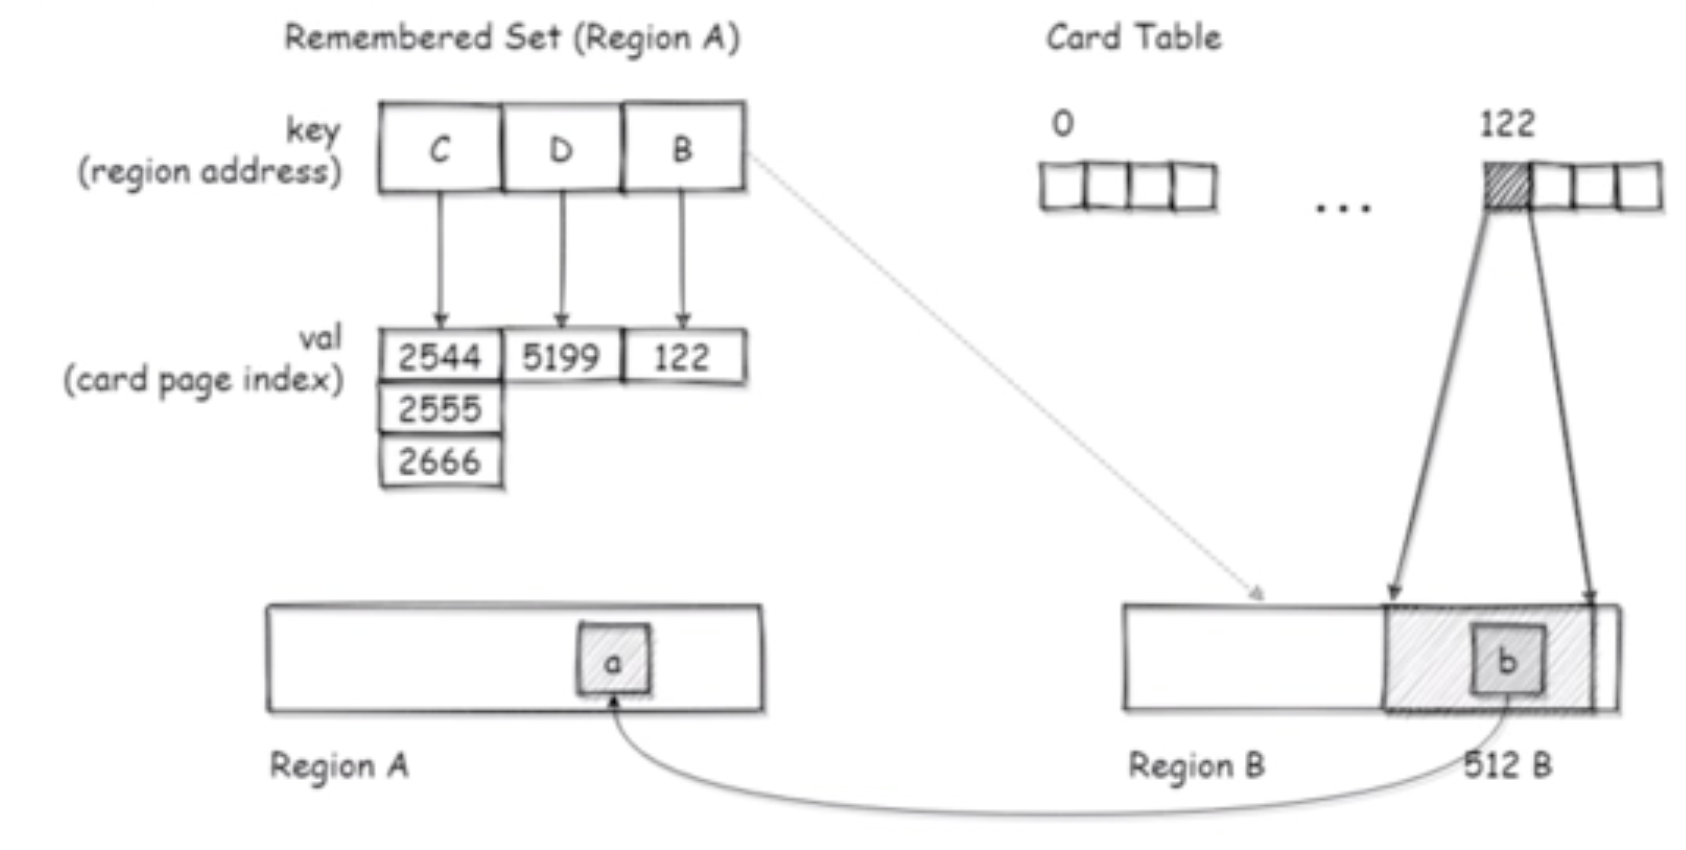 Remembered Set (Region A)
Card Table
key
(region address)
C D B
0 122
...
val
(card page index)
2544 5199 122
2555
2666
a
b
Region A
Region B
512 B